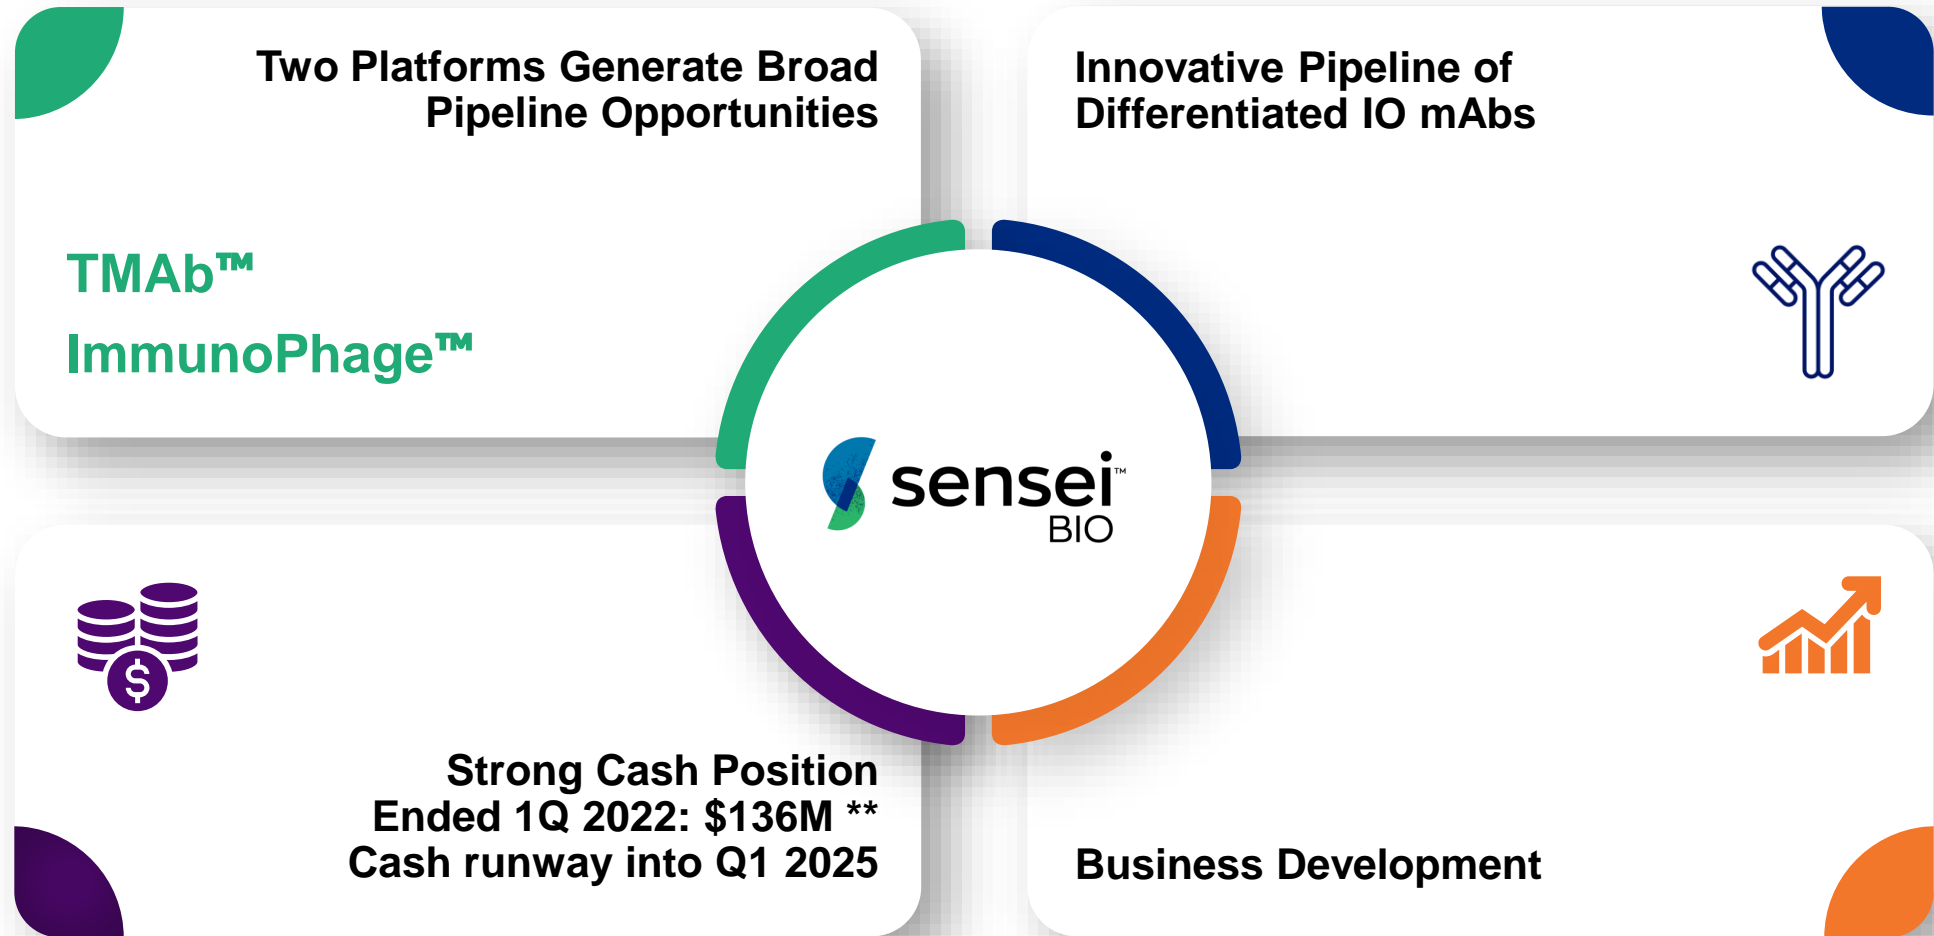 Two Platforms Generate Broad
Pipeline Opportunities
TMAb™
ImmunoPhage™
Innovative Pipeline of
Differentiated IO mAbs
sensei™
BIO
$
Strong Cash Position
Ended 1Q 2022: $136M **
Cash runway into Q1 2025
Business Development